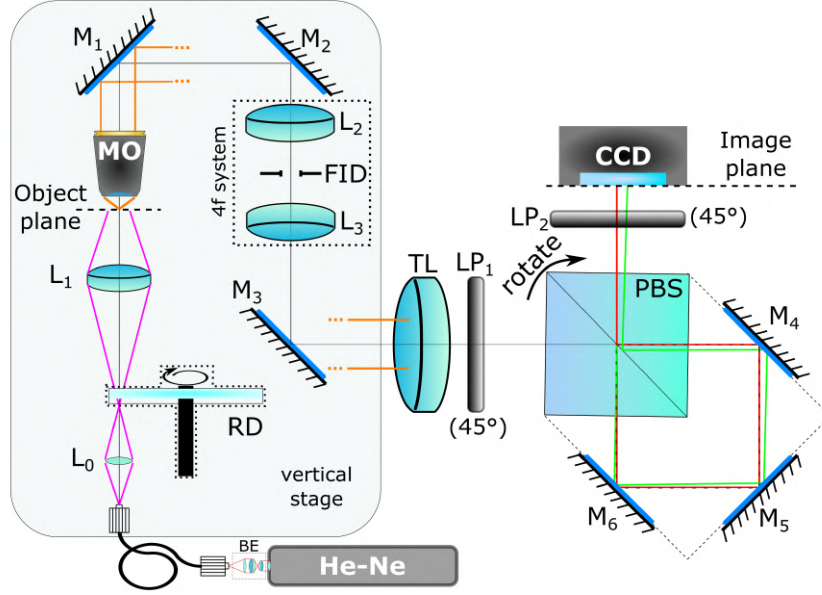 M1
M2
MO
Object
plane
L1
4f system
L2
FID
L3
M3
RD
L0
vertical
stage
BE
He-Ne
TL
LP1
(45°)
CCD
Image
plane
LP2
(45°)
rotate
PBS
M4
M5
M6